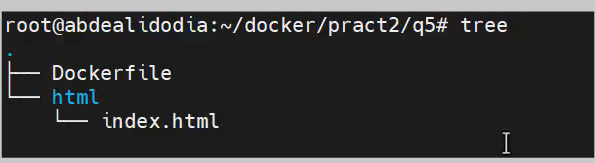 root@abdealidodia:~/docker/pract2/q5# tree
.
├── Dockerfile
└── html
    └── index.html